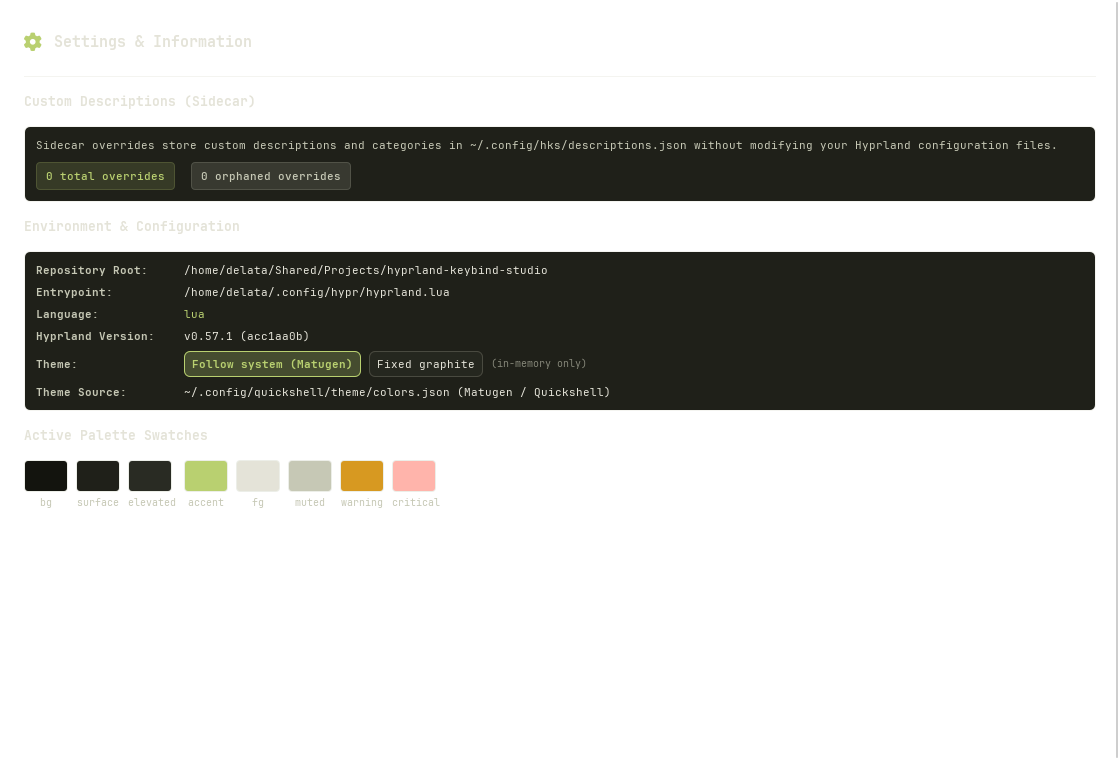 Settings & Information
Custom Descriptions (Sidecar)
Sidecar overrides store custom descriptions and categories in ~/.config/hks/descriptions.json without modifying your Hyprland configuration files.
0 total overrides 0 orphaned overrides
Environment & Configuration
Repository Root: /home/delata/Shared/Projects/hyprland-keybind-studio
Entrypoint: /home/delata/.config/hypr/hyprland.lua
Language: lua
Hyprland Version: v0.57.1 (acc1aa0b)
Theme: Follow system (Matugen) Fixed graphite (in-memory only)
Theme Source: ~/.config/quickshell/theme/colors.json (Matugen / Quickshell)
Active Palette Swatches
bg surface elevated accent fg muted warning critical